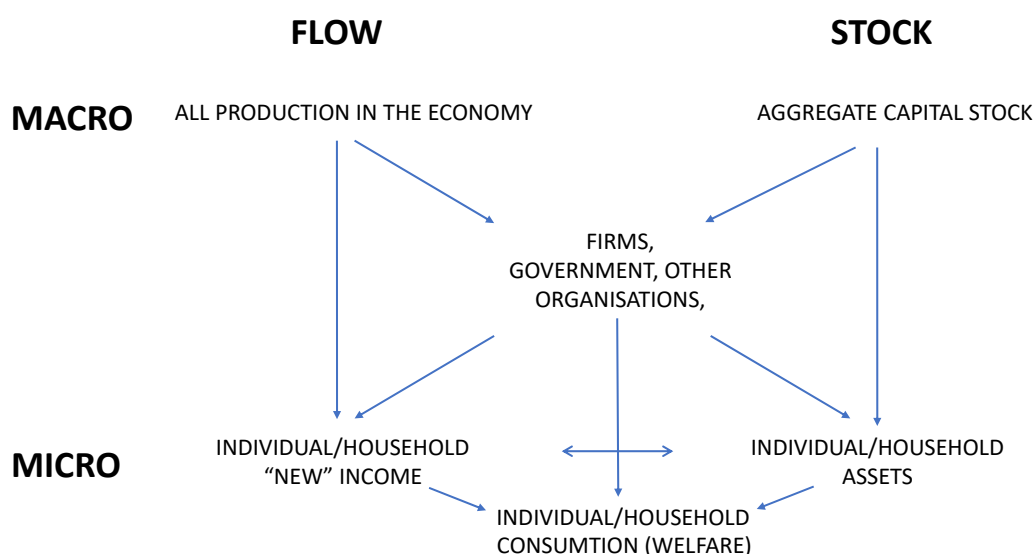 FLOW
STOCK
MACRO
ALL PRODUCTION IN THE ECONOMY
AGGREGATE CAPITAL STOCK
FIRMS,
GOVERNMENT, OTHER
ORGANISATIONS,
MICRO
INDIVIDUAL/HOUSEHOLD
“NEW” INCOME
INDIVIDUAL/HOUSEHOLD
ASSETS
INDIVIDUAL/HOUSEHOLD
CONSUMTION (WELFARE)